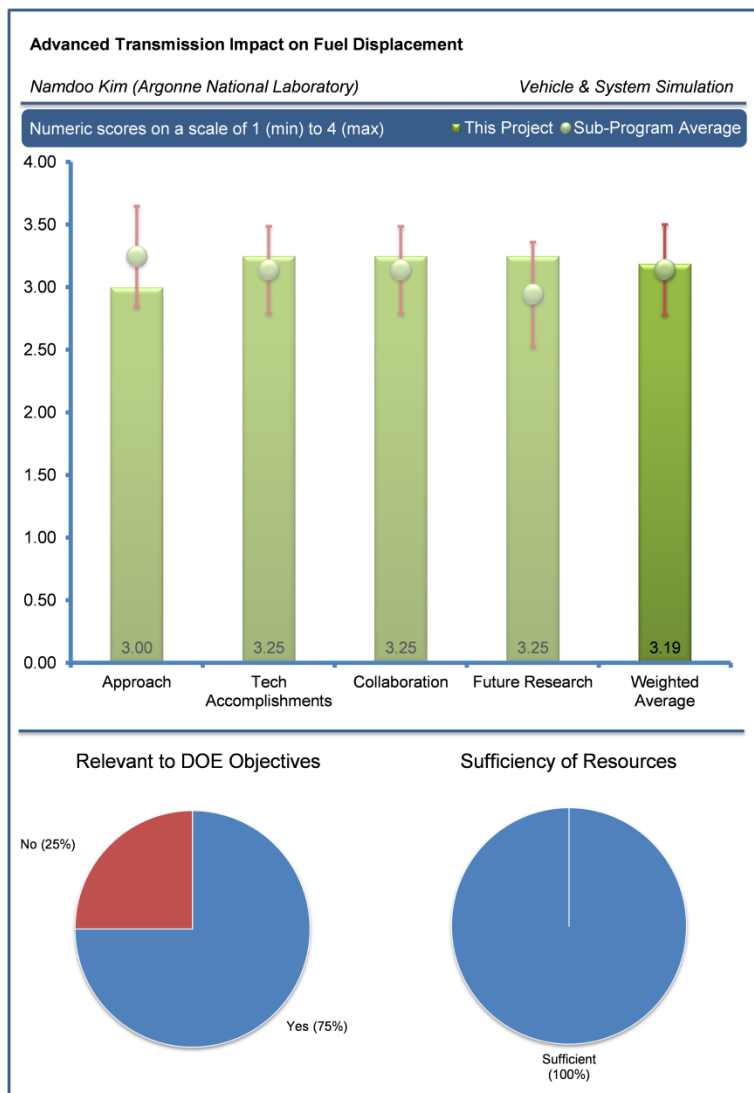 Advanced Transmission Impact on Fuel Displacement
Namdoo Kim (Argonne National Laboratory) Vehicle & System Simulation
Numeric scores on a scale of 1 (min) to 4 (max) This Project Sub-Program Average
4.00
3.50
3.00
2.50
2.00
1.50
1.00
0.50
0.00
3.00 3.25 3.25 3.25 3.19
Approach Tech Collaboration Future Research Weighted
Accomplishments Average
Relevant to DOE Objectives Sufficiency of Resources
No (25%)
Yes (75%)
Sufficient
(100%)